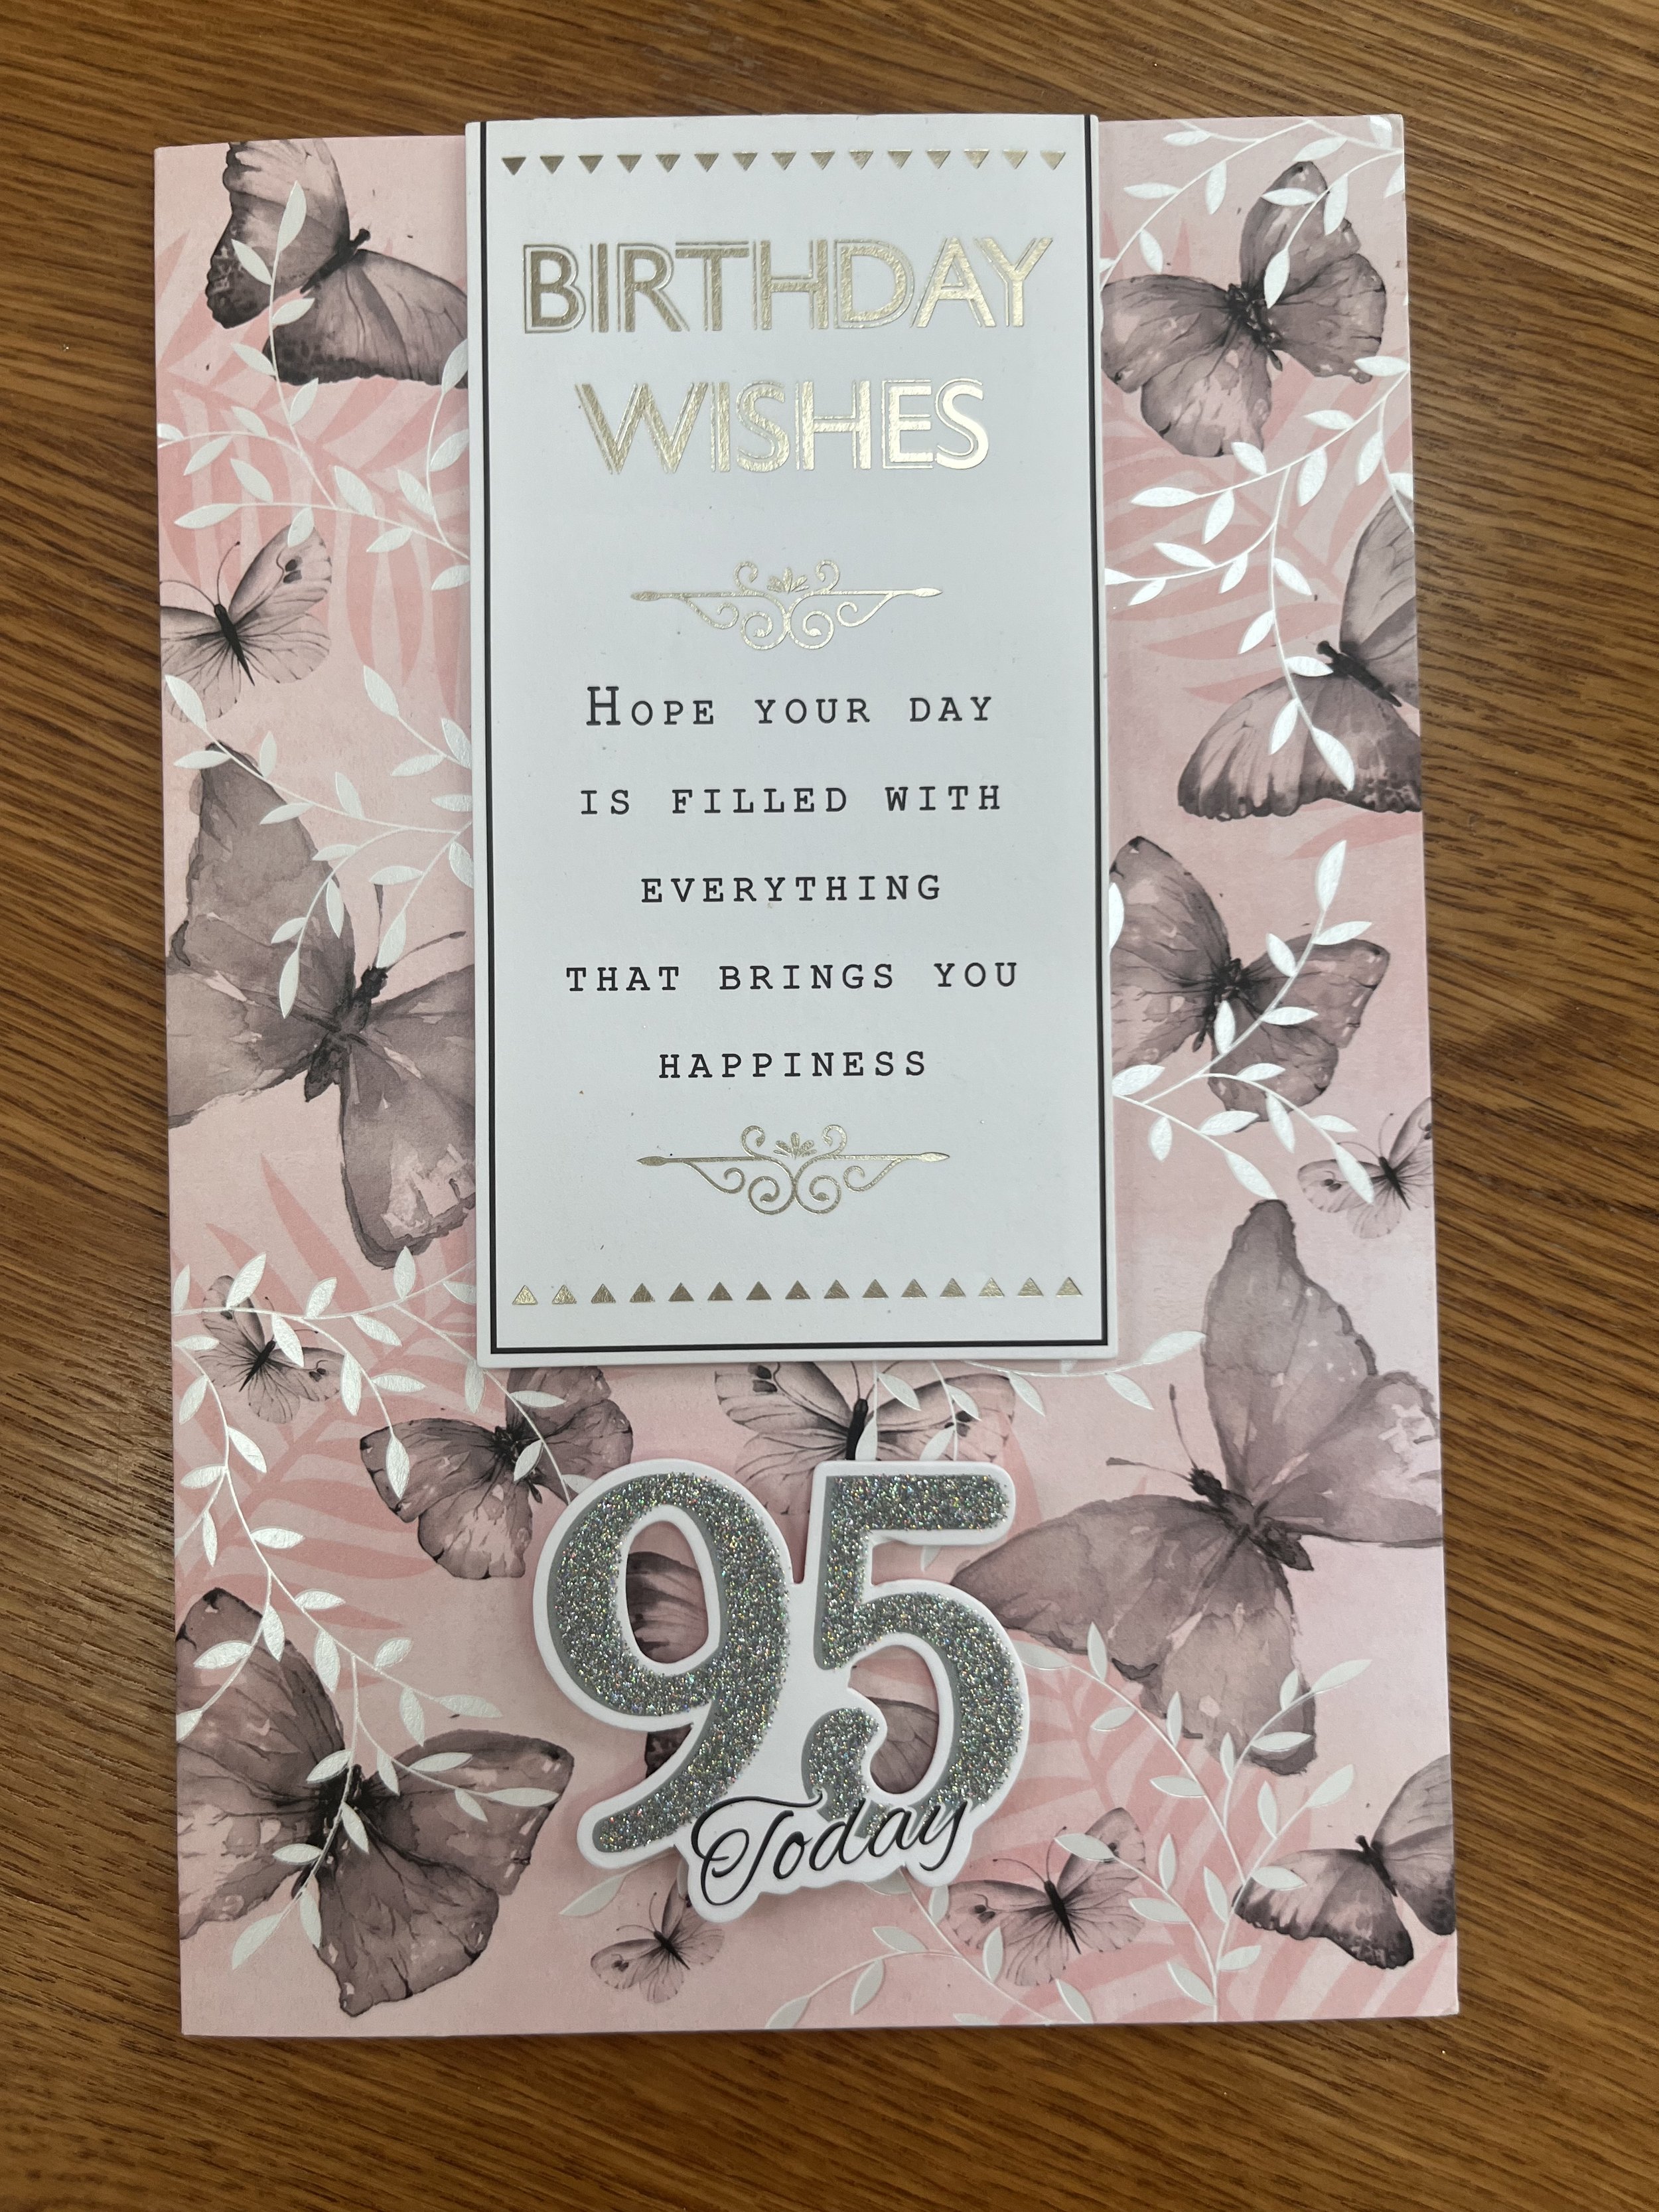 BIRTHDAY
WISHES
HOPE YOUR DAY
IS FILLED WITH
EVERYTHING
THAT BRINGS YOU
HAPPINESS
95
Today